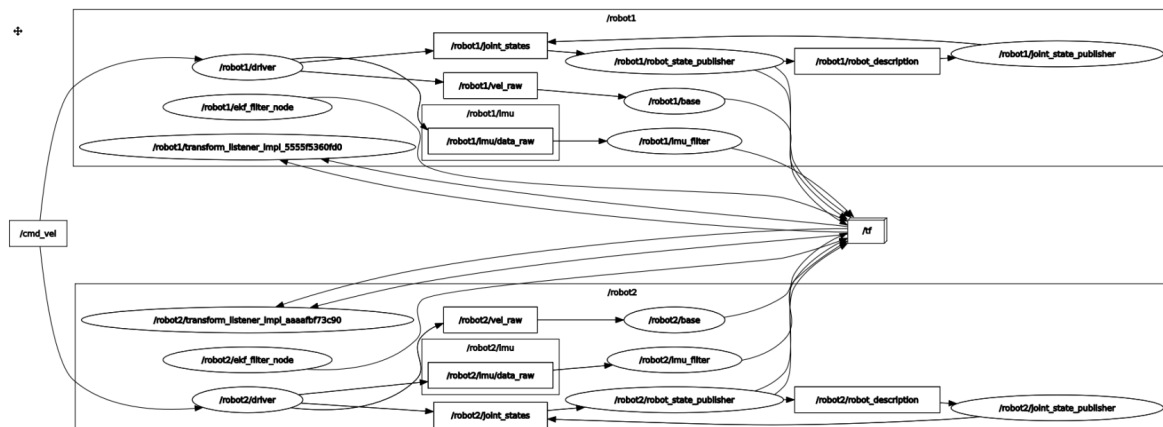 /robot1
/robot1/joint_states
/robot1/driver
/robot1/robot_state_publisher
/robot1/robot_description
/robot1/joint_state_publisher
/robot1/vel_raw
/robot1/ekf_filter_node
/robot1/base
/robot1/imu
/robot1/imu/data_raw
/robot1/imu_filter
/robot1/transform_listener_impl_5555f5360fd0
/cmd_vel
/tf
/robot2
/robot2/transform_listener_impl_aaaafbf73c90
/robot2/vel_raw
/robot2/base
/robot2/imu
/robot2/ekf_filter_node
/robot2/imu/data_raw
/robot2/imu_filter
/robot2/driver
/robot2/joint_states
/robot2/robot_state_publisher
/robot2/robot_description
/robot2/joint_state_publisher